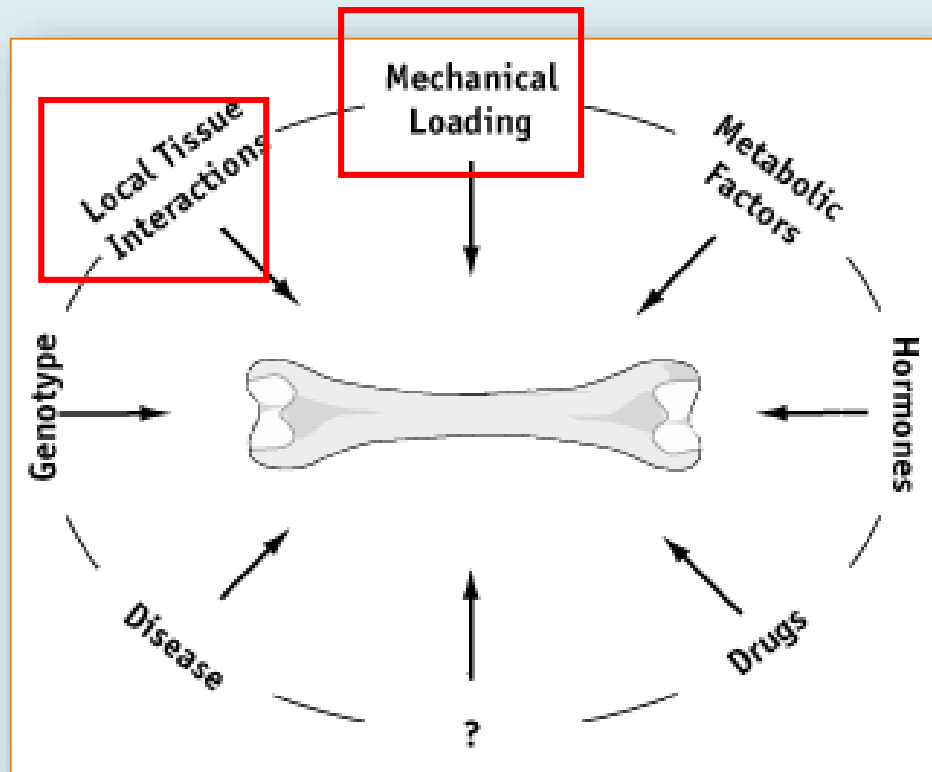 Mechanical
Loading
Local Tissue
Interactions
Metabolic
Factors
Genotype
Hormones
Disease
Drugs
?